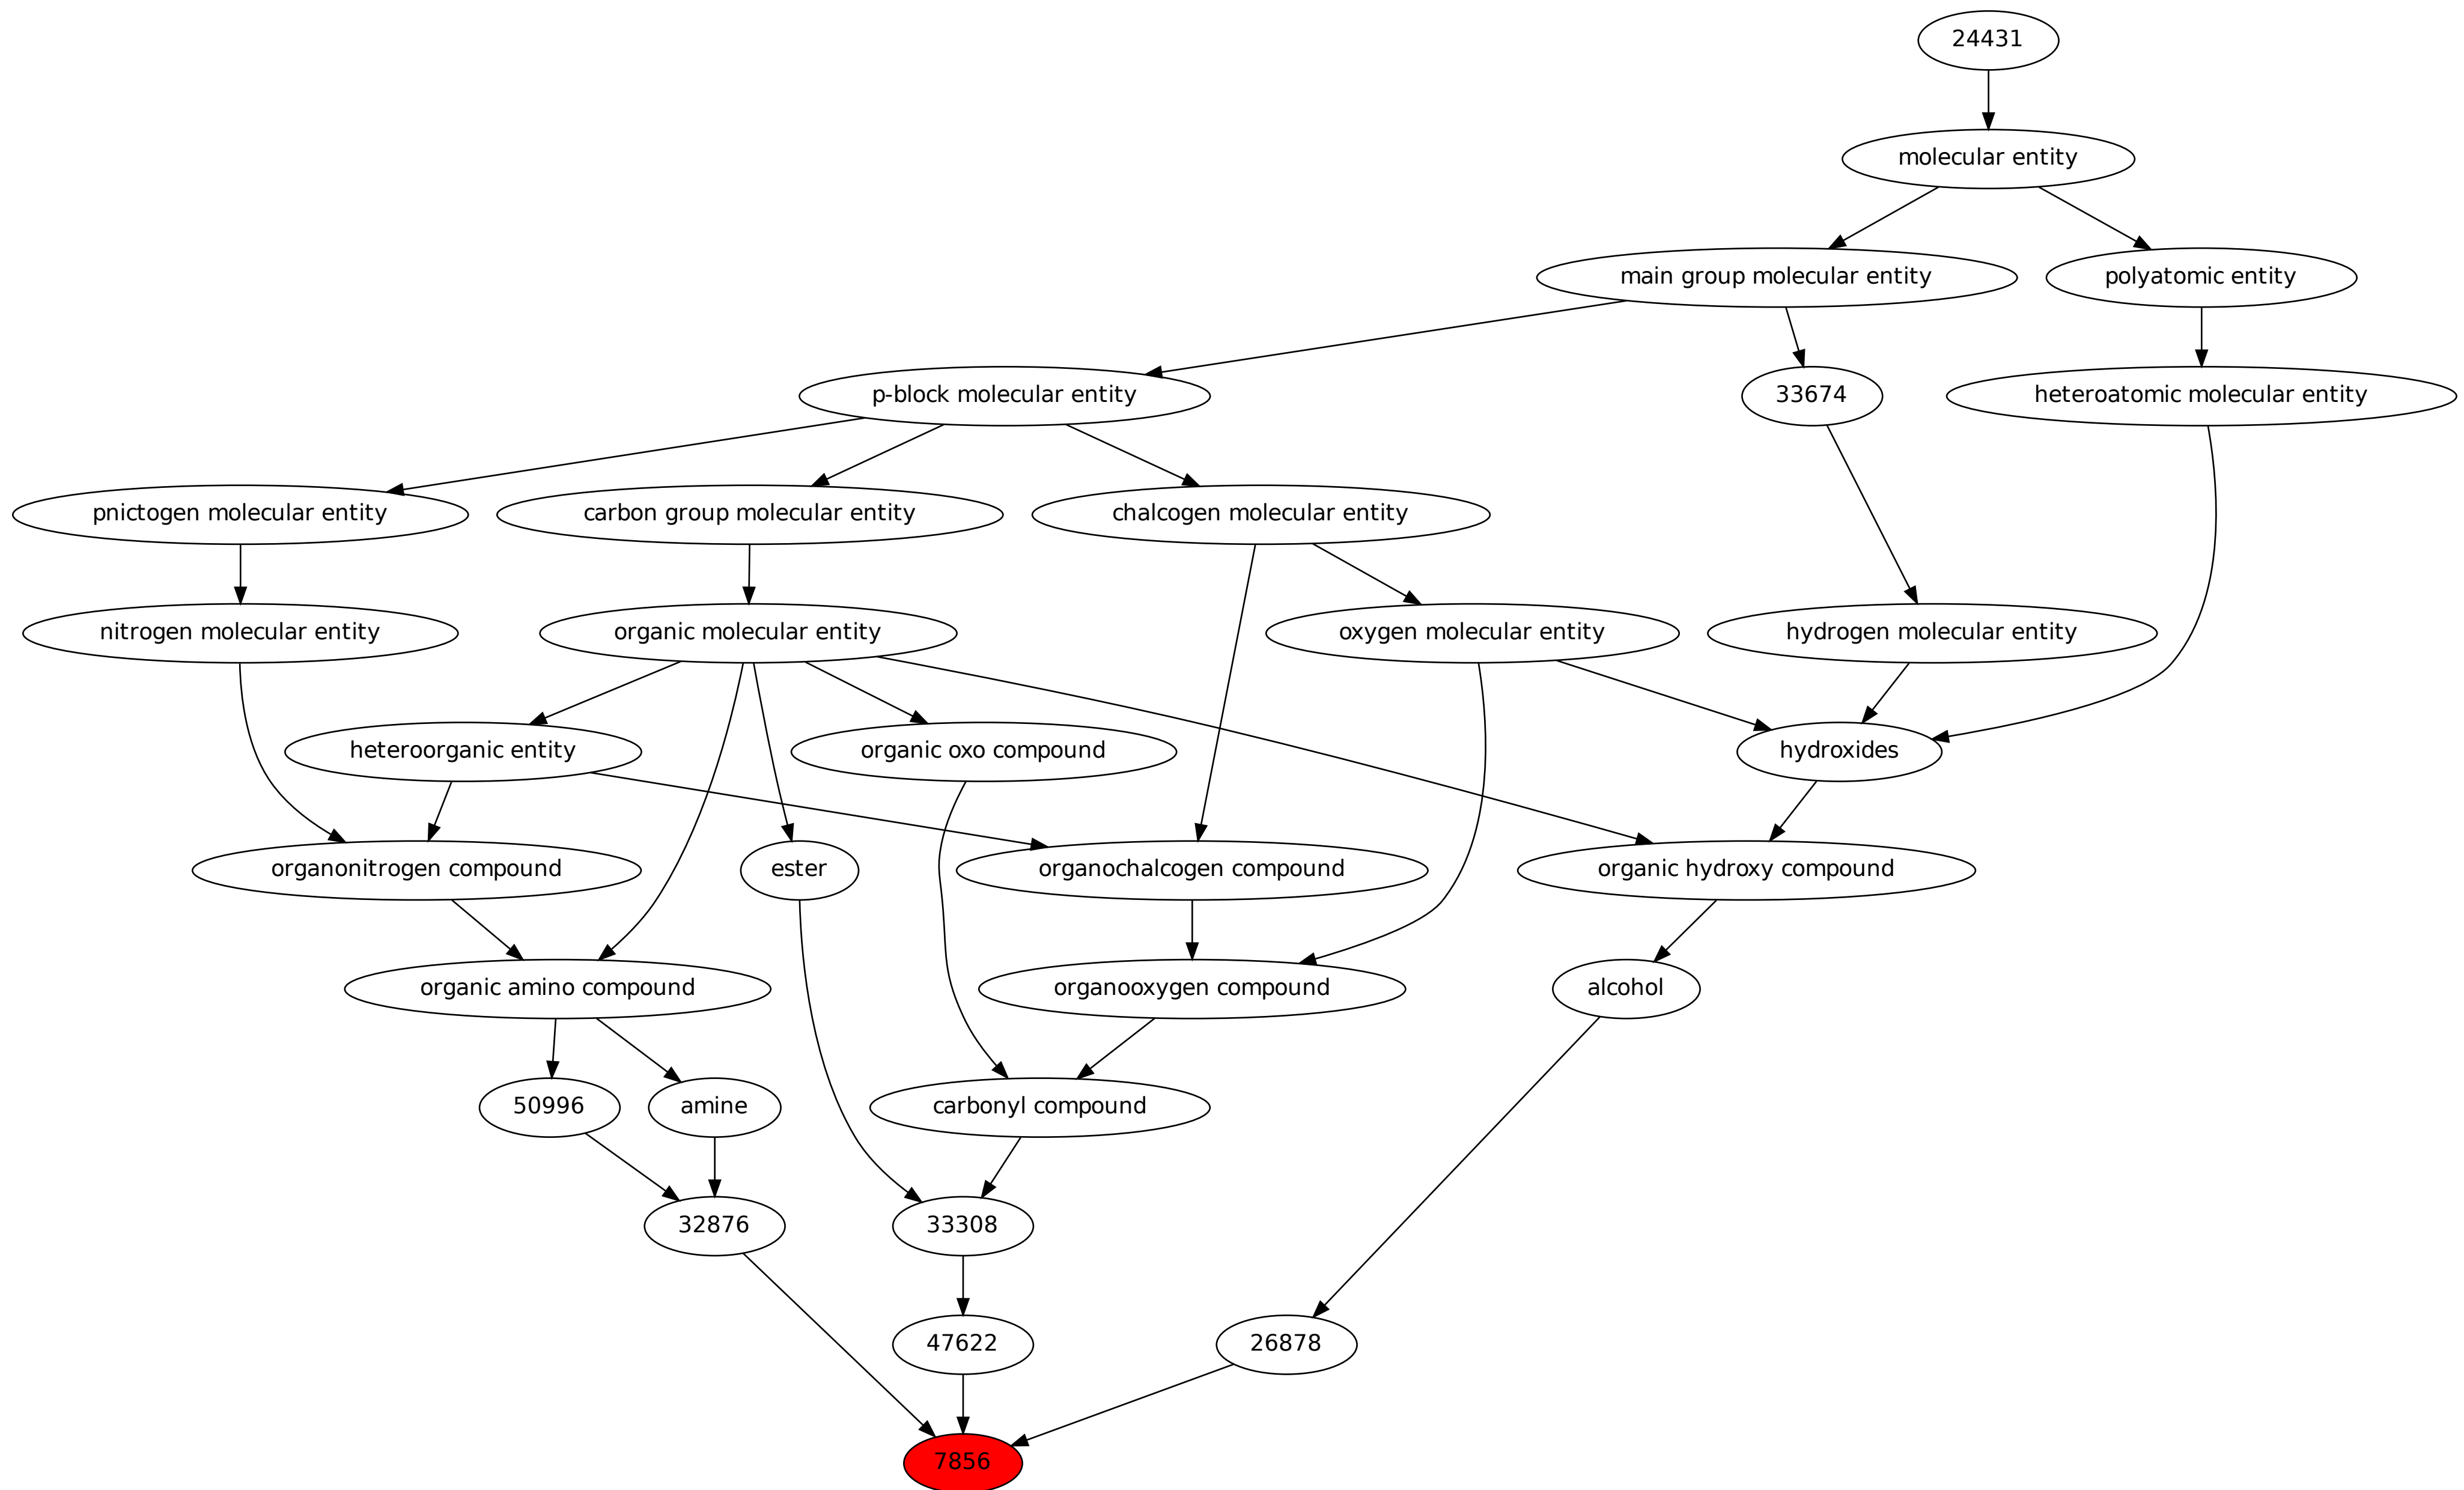 24431
molecular entity
main group molecular entity
polyatomic entity
p-block molecular entity
33674
heteroatomic molecular entity
pnictogen molecular entity
carbon group molecular entity
chalcogen molecular entity
nitrogen molecular entity
organic molecular entity
oxygen molecular entity
hydrogen molecular entity
heteroorganic entity
organic oxo compound
hydroxides
organonitrogen compound
ester
organochalcogen compound
organic hydroxy compound
organic amino compound
organooxygen compound
alcohol
50996
amine
carbonyl compound
32876
33308
47622
26878
7856